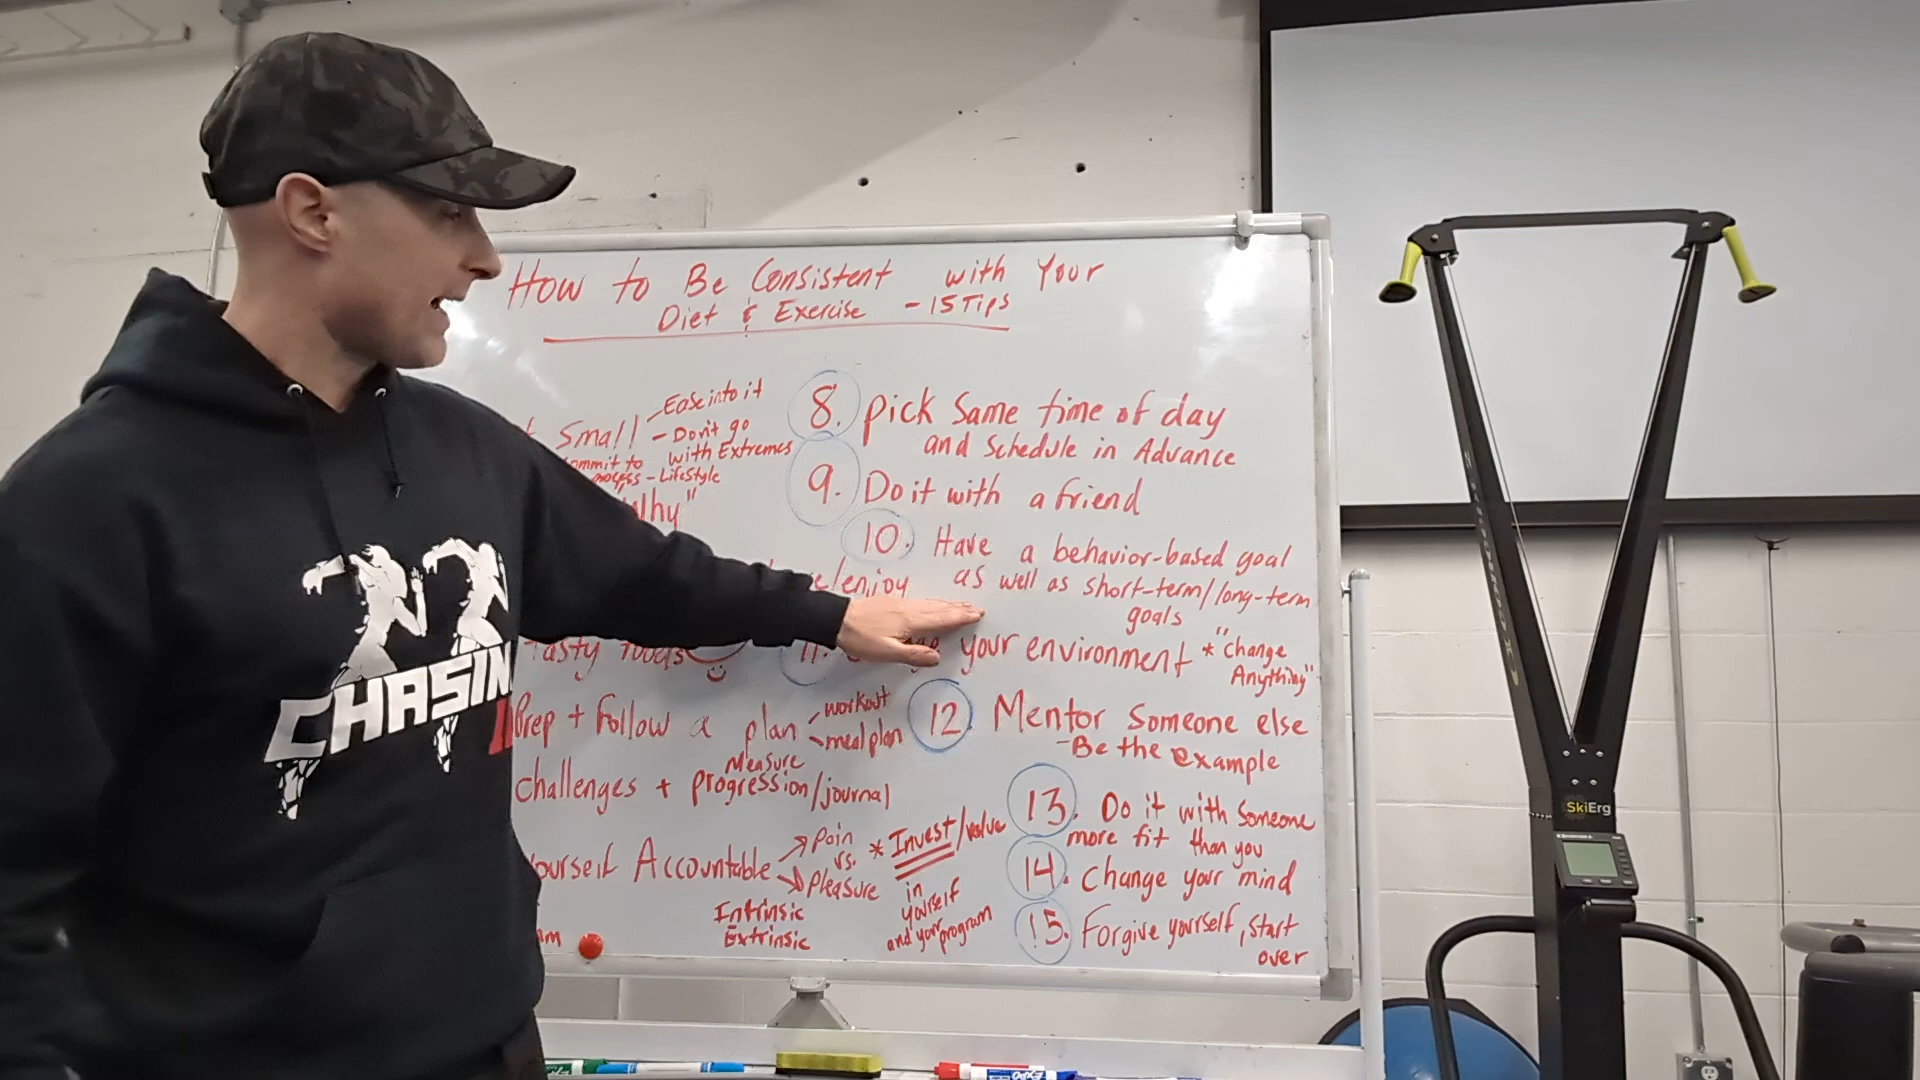 How to Be Consistent with Your
Diet & Exercise - 15 Tips
Small - Ease into it
- Don't go
with Extremes
commit to
process - LifeStyle
"Why"
/enjoy
Tasty foods
Prep + follow a plan - workout
- meal plan
challenges + Measure
progression/journal
yourself Accountable Pain
vs.
Pleasure
* Invest/value
in
yourself
and your program
Intrinsic
Extrinsic
8. pick Same time of day
and Schedule in Advance
9. Do it with a friend
10. Have a behavior-based goal
as well as short-term/long-term
goals
11. your environment * "Change
Anything"
12. Mentor Someone else
- Be the example
13. Do it with Someone
more fit than you
14. Change your mind
15. Forgive yourself, start
over
CHASIN
SkiErg
EXPO